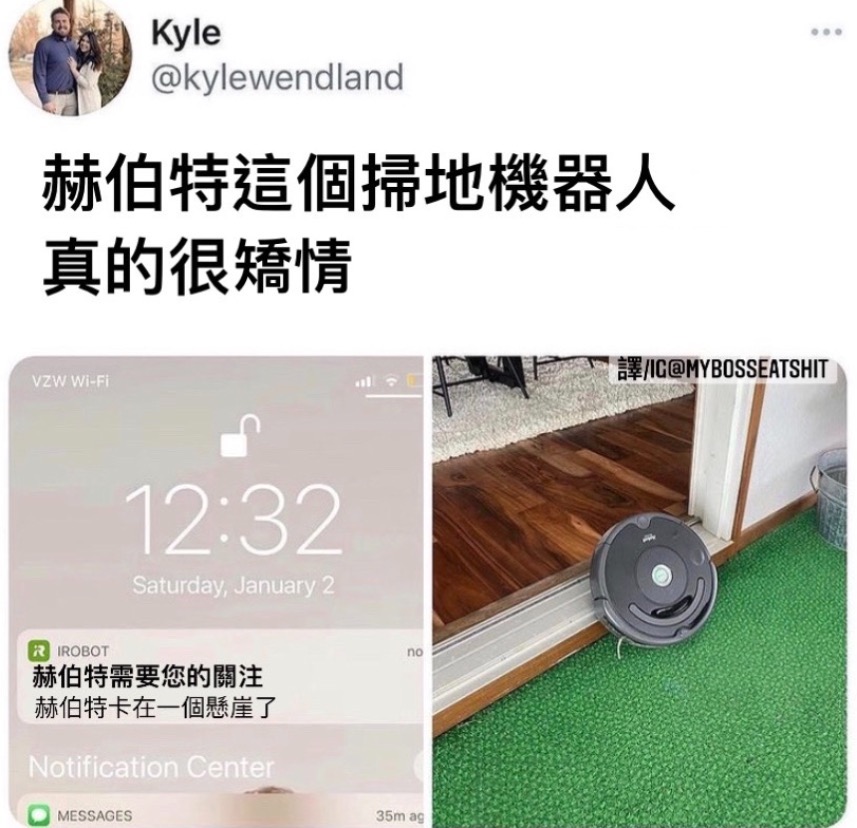 Kyle
@kylewendland
赫伯特這個掃地機器人
真的很矯情
VZW Wi-Fi
12:32
Saturday, January 2
IROBOT
no
赫伯特需要您的關注
赫伯特卡在一個懸崖了
Notification Center
MESSAGES
35m ag
譯/IG@MYBOSSEATSHIT